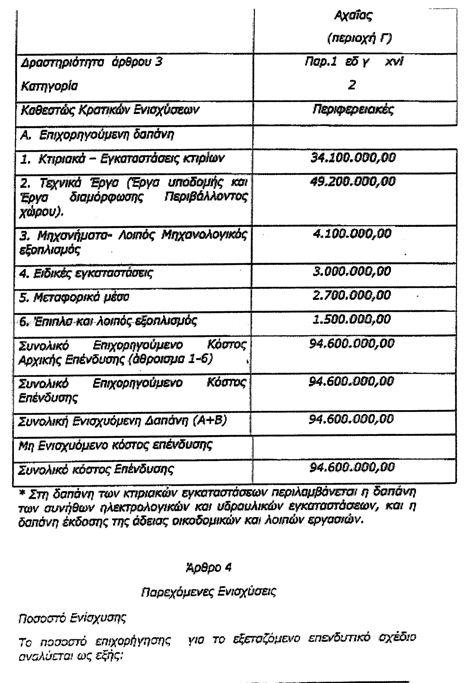 Αχαΐας
(περιοχή Γ)
Δραστηριότητα άρθρου 3 Παρ.1 εδ γ xvi
Κατηγορία 2
Καθεστώς Κρατικών Ενισχύσεων Περιφερειακές
Α. Επιχορηγούμενη δαπάνη
1. Κτιριακά – Εγκαταστάσεις κτιρίων 34.100.000,00
2. Τεχνικά Έργα (Έργα υποδομής και 49.200.000,00
Έργα διαμόρφωσης Περιβάλλοντος
χώρου).
3. Μηχανήματα- Λοιπός Μηχανολογικός 4.100.000,00
εξοπλισμός
4. Ειδικές εγκαταστάσεις 3.000.000,00
5. Μεταφορικά μέσα 2.700.000,00
6. Έπιπλα και λοιπός εξοπλισμός 1.500.000,00
Συνολικό Επιχορηγούμενο Κόστος 94.600.000,00
Αρχικής Επένδυσης (άθροισμα 1-6)
Συνολικό Επιχορηγούμενο Κόστος 94.600.000,00
Επένδυσης
Συνολική Ενισχυόμενη Δαπάνη (Α+Β) 94.600.000,00
Μη Ενισχυόμενο κόστος επένδυσης
Συνολικό κόστος Επένδυσης 94.600.000,00
* Στη δαπάνη των κτιριακών εγκαταστάσεων περιλαμβάνεται η δαπάνη
των συνήθων ηλεκτρολογικών και υδραυλικών εγκαταστάσεων, και η
δαπάνη έκδοσης της άδειας οικοδομικών και λοιπών εργασιών.
Άρθρο 4
Παρεχόμενες Ενισχύσεις
Ποσοστό Ενίσχυσης
Το ποσοστό επιχορήγησης για το εξεταζόμενο επενδυτικό σχέδιο
αναλύεται ως εξής: